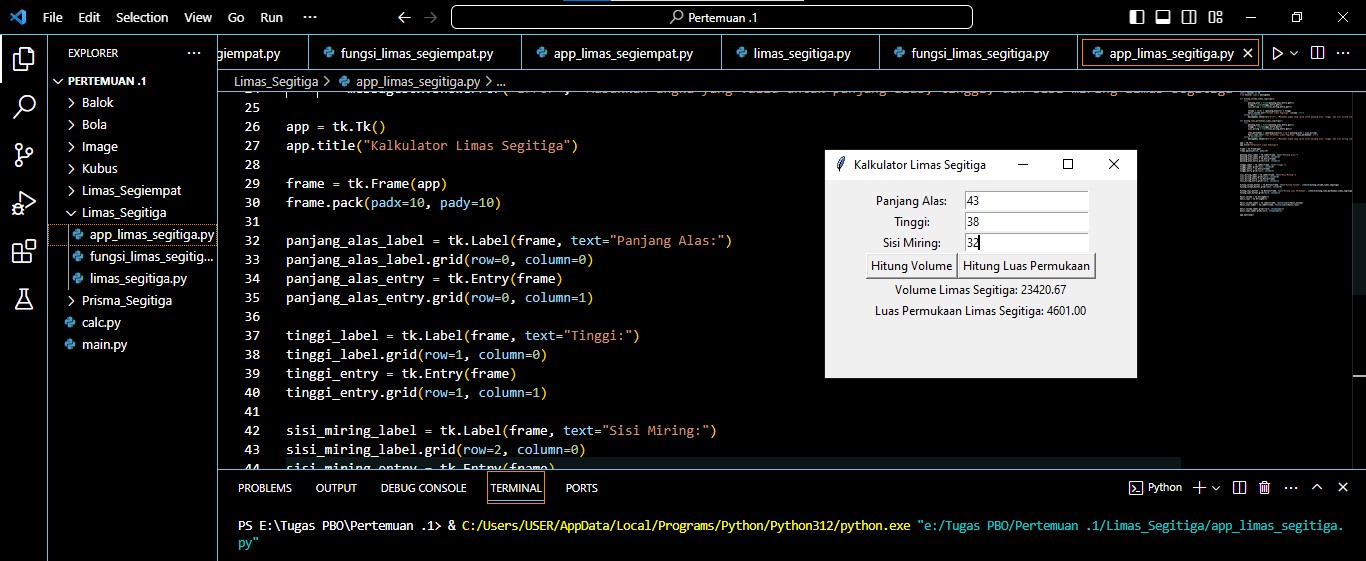 File Edit Selection View Go Run ··· Pertemuan .1
EXPLORER ···
PERTEMUAN .1
Balok
Bola
Image
Kubus
Limas_Segiempat
Limas_Segitiga
app_limas_segitiga.py
fungsi_limas_segitig...
limas_segitiga.py
Prisma_Segitiga
calc.py
main.py
giempat.py fungsi_limas_segiempat.py app_limas_segiempat.py limas_segitiga.py fungsi_limas_segitiga.py app_limas_segitiga.py
Limas_Segitiga > app_limas_segitiga.py > ...
25
26 app = tk.Tk()
27 app.title("Kalkulator Limas Segitiga")
28
29 frame = tk.Frame(app)
30 frame.pack(padx=10, pady=10)
31
32 panjang_alas_label = tk.Label(frame, text="Panjang Alas:")
33 panjang_alas_label.grid(row=0, column=0)
34 panjang_alas_entry = tk.Entry(frame)
35 panjang_alas_entry.grid(row=0, column=1)
36
37 tinggi_label = tk.Label(frame, text="Tinggi:")
38 tinggi_label.grid(row=1, column=0)
39 tinggi_entry = tk.Entry(frame)
40 tinggi_entry.grid(row=1, column=1)
41
42 sisi_miring_label = tk.Label(frame, text="Sisi Miring:")
43 sisi_miring_label.grid(row=2, column=0)
44 sisi_miring_entry = tk.Entry(frame)
Kalkulator Limas Segitiga
Panjang Alas: 43
Tinggi: 38
Sisi Miring: 32
Hitung Volume Hitung Luas Permukaan
Volume Limas Segitiga: 23420.67
Luas Permukaan Limas Segitiga: 4601.00
PROBLEMS OUTPUT DEBUG CONSOLE TERMINAL PORTS Python
PS E:\Tugas PBO\Pertemuan .1> & C:/Users/USER/AppData/Local/Programs/Python/Python312/python.exe "e:/Tugas PBO/Pertemuan .1/Limas_Segitiga/app_limas_segitiga.
py"